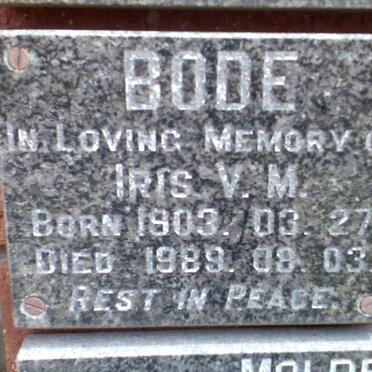 BODE
IN LOVING MEMORY O
IRIS V. M.
BORN 1903. 03. 27
DIED 1989. 08. 03.
REST IN PEACE.